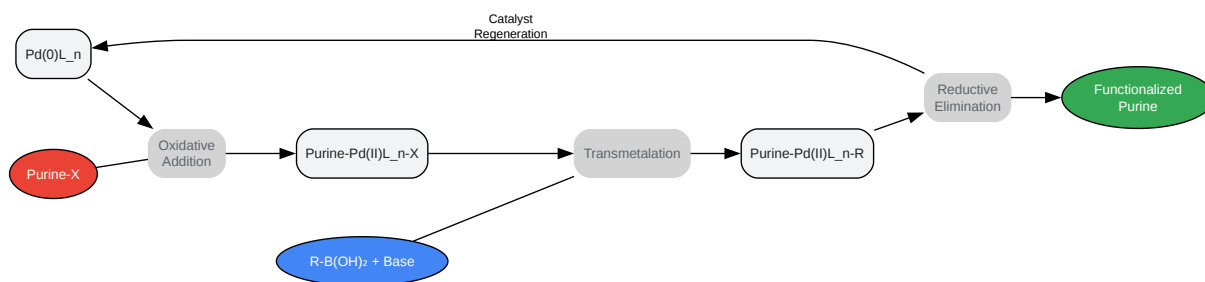 Catalyst
Regeneration
Pd(0)L_n
Reductive
Elimination
Functionalized
Purine
Oxidative
Addition
Purine-Pd(II)L_n-X
Transmetalation
Purine-Pd(II)L_n-R
Purine-X
R-B(OH)₂ + Base